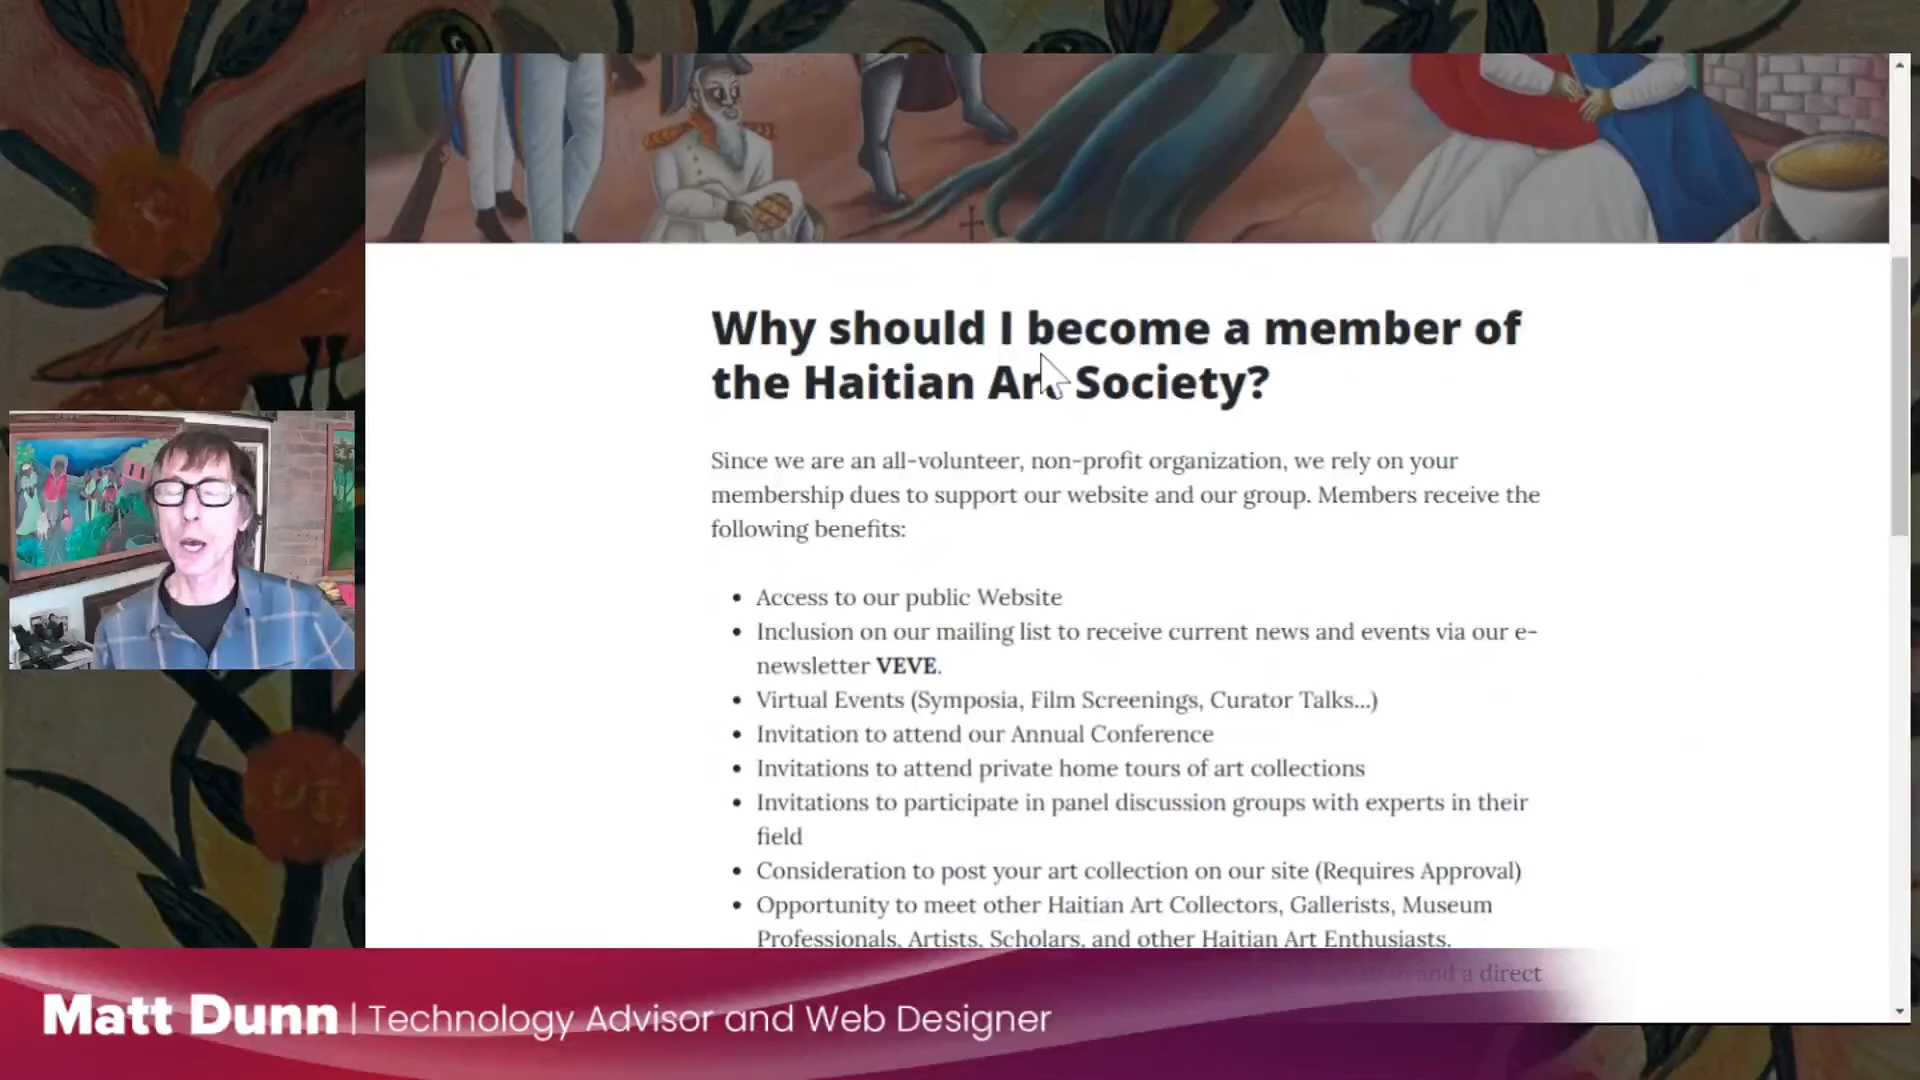 Why should I become a member of
the Haitian Art Society?
Since we are an all-volunteer, non-profit organization, we rely on your
membership dues to support our website and our group. Members receive the
following benefits:
• Access to our public Website
• Inclusion on our mailing list to receive current news and events via our e-
newsletter VEVE.
• Virtual Events (Symposia, Film Screenings, Curator Talks...)
• Invitation to attend our Annual Conference
• Invitations to attend private home tours of art collections
• Invitations to participate in panel discussion groups with experts in their
field
• Consideration to post your art collection on our site (Requires Approval)
• Opportunity to meet other Haitian Art Collectors, Gallerists, Museum
Professionals, Artists, Scholars, and other Haitian Art Enthusiasts.
and a direct
Matt Dunn | Technology Advisor and Web Designer